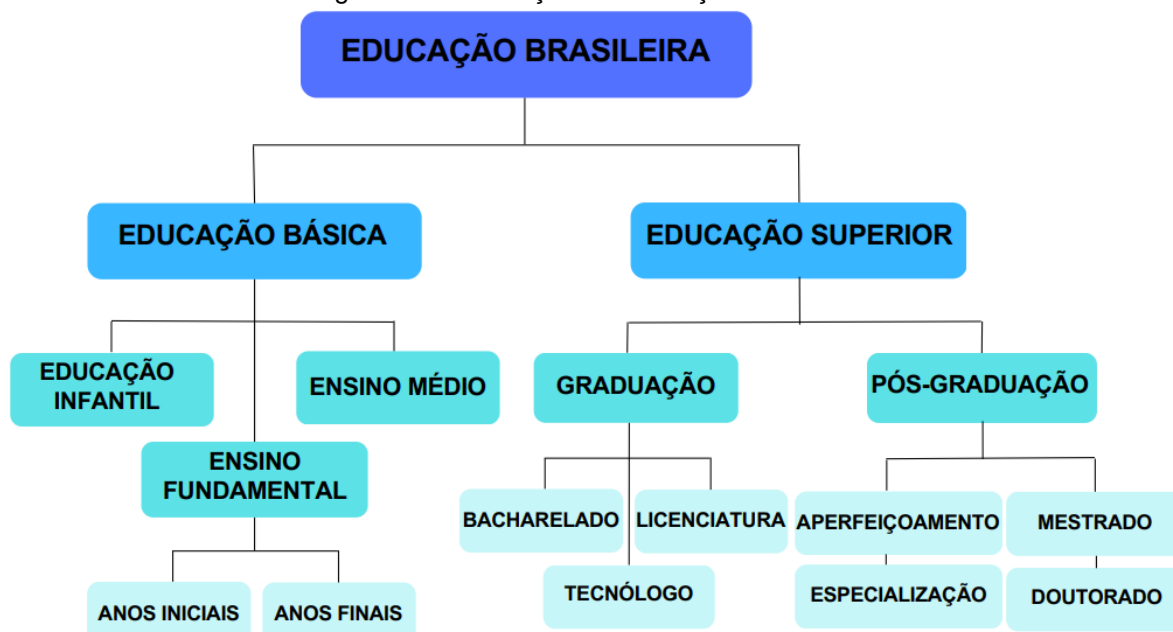 EDUCAÇÃO BRASILEIRA
EDUCAÇÃO BÁSICA
EDUCAÇÃO SUPERIOR
EDUCAÇÃO
INFANTIL
ENSINO MÉDIO
GRADUAÇÃO
PÓS-GRADUAÇÃO
ENSINO
FUNDAMENTAL
BACHARELADO
LICENCIATURA
APERFEIÇOAMENTO
MESTRADO
TECNÓLOGO
ESPECIALIZAÇÃO
DOUTORADO
ANOS INICIAIS
ANOS FINAIS